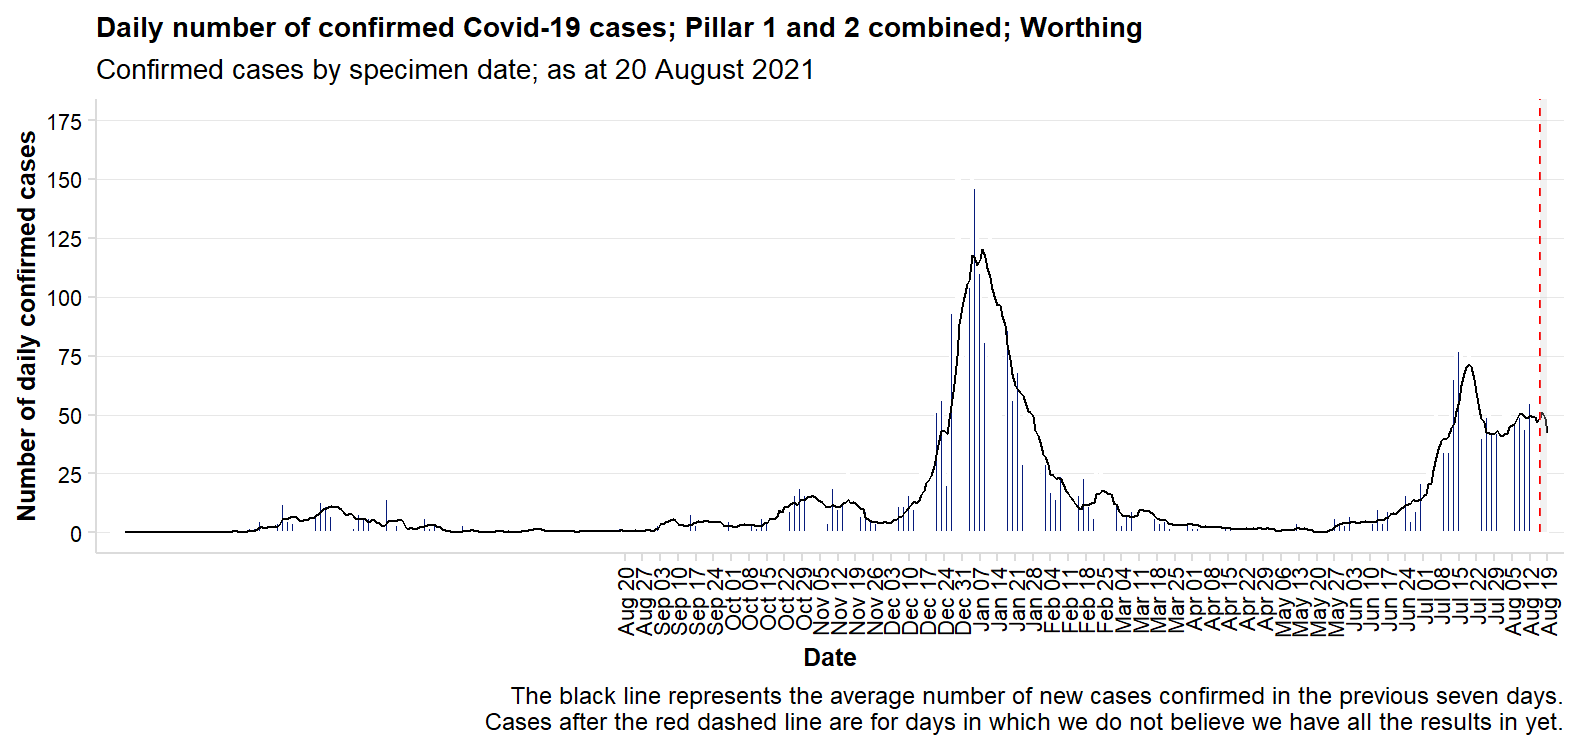 Daily number of confirmed Covid-19 cases; Pillar 1 and 2 combined; Worthing
Confirmed cases by specimen date; as at 20 August 2021
Number of daily confirmed cases
175
150
125
100
75
50
25
0
Aug 20
Aug 27
Sep 03
Sep 10
Sep 17
Sep 24
Oct 01
Oct 08
Oct 15
Oct 22
Oct 29
Nov 05
Nov 12
Nov 19
Nov 26
Dec 03
Dec 10
Dec 17
Dec 24
Dec 31
Jan 07
Jan 14
Jan 21
Jan 28
Feb 04
Feb 11
Feb 18
Feb 25
Mar 04
Mar 11
Mar 18
Mar 25
Apr 01
Apr 08
Apr 15
Apr 22
Apr 29
May 06
May 13
May 20
May 27
Jun 03
Jun 10
Jun 17
Jun 24
Jul 01
Jul 08
Jul 15
Jul 22
Jul 29
Aug 05
Aug 12
Aug 19
Date
The black line represents the average number of new cases confirmed in the previous seven days.
Cases after the red dashed line are for days in which we do not believe we have all the results in yet.